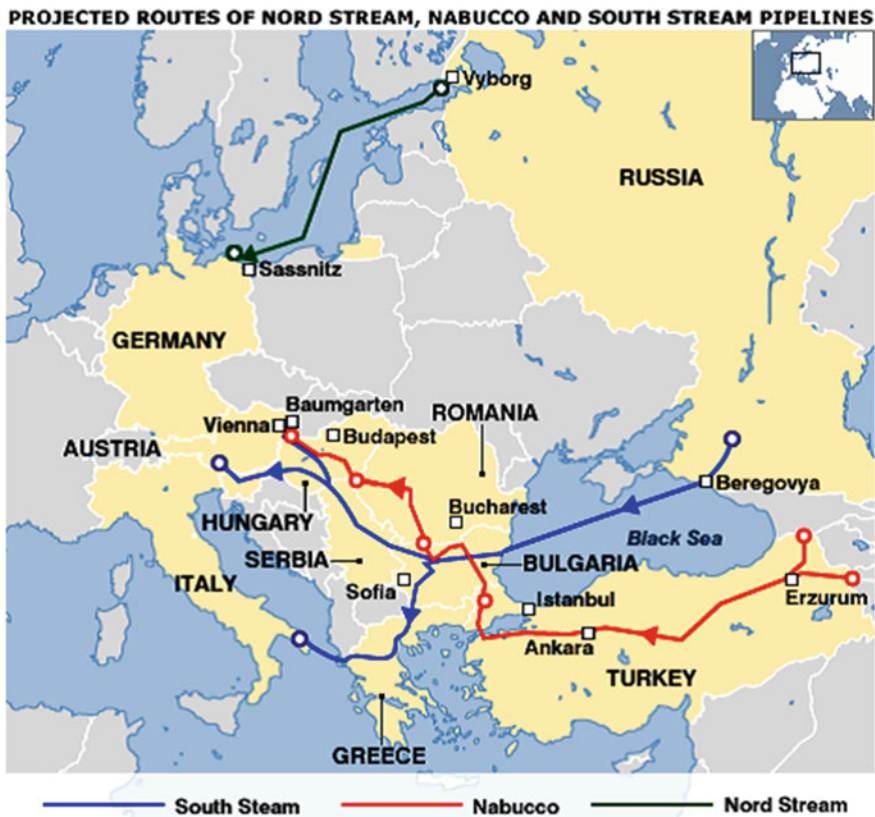 PROJECTED ROUTES OF NORD STREAM, NABUCCO AND SOUTH STREAM PIPELINES
Vyborg
RUSSIA
Sassnitz
GERMANY
Baumgarten
Vienna
ROMANIA
Budapest
AUSTRIA
Beregovya
Bucharest
HUNGARY
Black Sea
SERBIA
BULGARIA
ITALY
Sofia
Istanbul
Erzurum
Ankara
TURKEY
GREECE
South Steam
Nabucco
Nord Stream